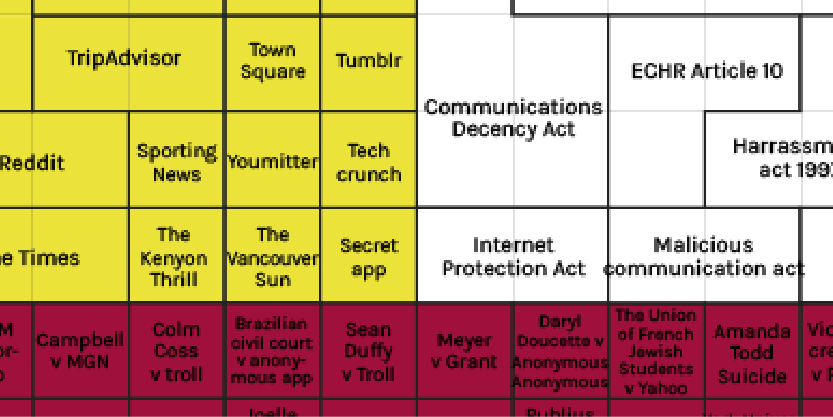 TripAdvisor
Town
Square
Tumblr
ECHR Article 10
Communications
Decency Act
Reddit
Sporting
News
Youmitter
Tech
crunch
Harrassm
act 199
e Times
The
Kenyon
Thrill
The
Vancouver
Sun
Secret
app
Internet
Protection Act
Malicious
communication act
M
or-
Campbell
v MGN
Colm
Coss
v troll
Brazilian
civil court
v anony-
mous app
Sean
Duffy
v Troll
Meyer
v Grant
Daryl
Doucette v
Anonymous
Anonymous
The Union
of French
Jewish
Students
v Yahoo
Amanda
Todd
Suicide
Vic
cre
v
Joelle
Publius